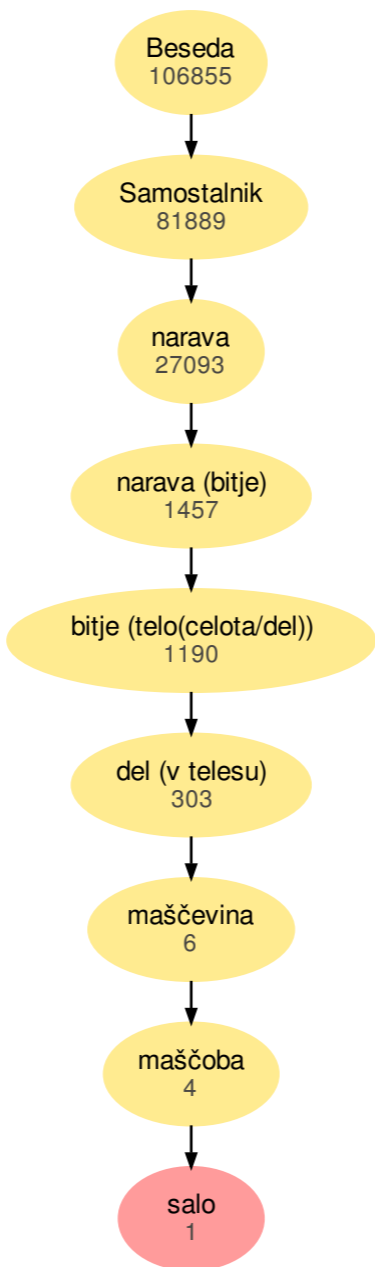 Beseda
106855
Samostalnik
81889
narava
27093
narava (bitje)
1457
bitje (telo(celota/del))
1190
del (v telesu)
303
maščevina
6
maščoba
4
salo
1